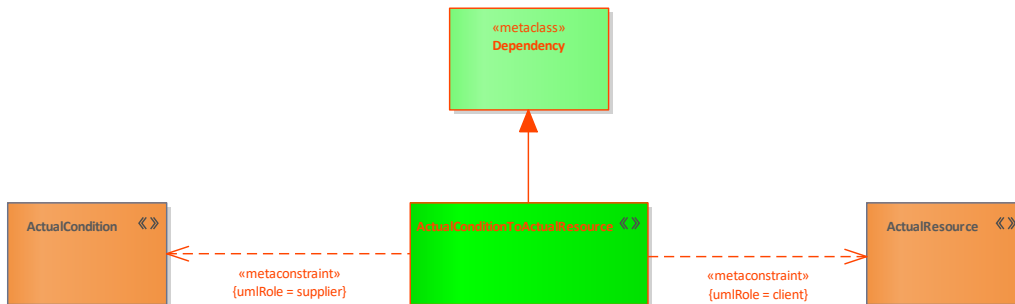 «metaclass»
Dependency
ActualCondition «»
ActualConditionToActualResource «»
ActualResource «»
«metaconstraint»
{umlRole = supplier}
«metaconstraint»
{umlRole = client}